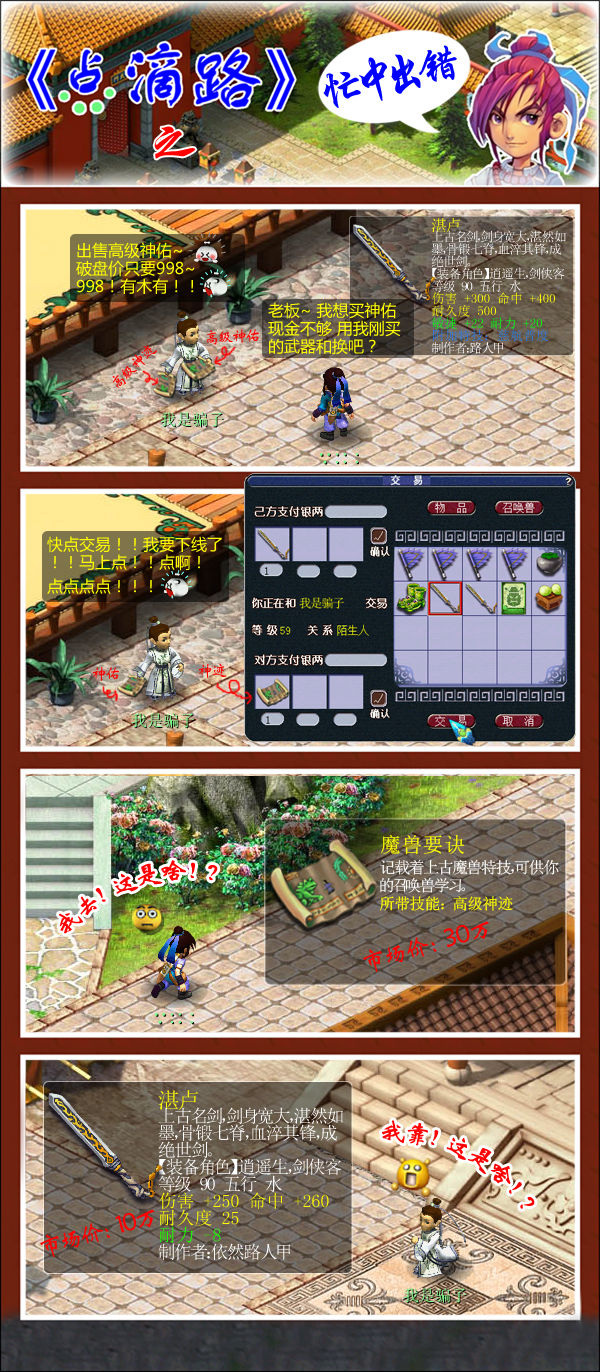 《点滴路》
之
忙中出错
出售高级神佑~
破盘价只要998~
998！有木有！！
高级神迹
高级神佑
我是骗子
老板~ 我想买神佑
现金不够 用我刚买
的武器和换吧？
湛卢
上古名剑,剑身宽大,湛然如
墨,骨锻七脊,血淬其锋,成
绝世剑。
【装备角色】逍遥生,剑侠客
等级 90 五行 水
伤害 +300 命中 +400
耐久度 500
敏捷 +22 耐力 +20
制作者:路人甲
快点交易！！我要下线了
！！马上点！！点啊！
点点点点！！！
神佑
神迹
我是骗子
交 易
?
己方支付银两
物 品
召唤兽
确认
1
你正在和 我是骗子 交易
等 级 59 关 系 陌生人
对方支付银两
确认
1
交 易
取 消
我去！这是啥！？
魔兽要诀
记载着上古魔兽特技,可供你
的召唤兽学习。
所带技能：高级神迹
市场价：30万
湛卢
上古名剑,剑身宽大,湛然如
墨,骨锻七脊,血淬其锋,成
绝世剑。
【装备角色】逍遥生,剑侠客
等级 90 五行 水
伤害 +250 命中 +260
耐久度 25
耐力 8
制作者:依然路人甲
市场价：10万
我靠！这是啥！？
我是骗子